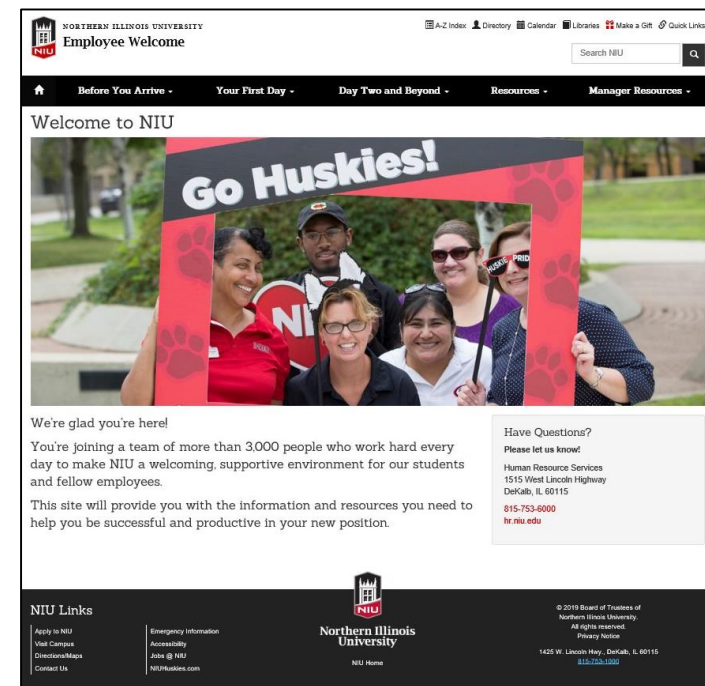 NORTHERN ILLINOIS UNIVERSITY
Employee Welcome
NIU
A-Z Index Directory Calendar Libraries Make a Gift Quick Links
Search NIU
Before You Arrive Your First Day Day Two and Beyond Resources Manager Resources
Welcome to NIU
Go Huskies!
HUSKIE PRIDE
NI
We're glad you're here!
You're joining a team of more than 3,000 people who work hard every
day to make NIU a welcoming, supportive environment for our students
and fellow employees.
This site will provide you with the information and resources you need to
help you be successful and productive in your new position.
Have Questions?
Please let us know!
Human Resource Services
1515 West Lincoln Highway
DeKalb, IL 60115
815-753-6000
hr.niu.edu
NIU Links
Apply to NIU
Visit Campus
Directions/Maps
Contact Us
Emergency Information
Accessibility
Jobs @ NIU
NIUHuskies.com
NIU
Northern Illinois
University
NIU Home
© 2019 Board of Trustees of
Northern Illinois University.
All rights reserved.
Privacy Notice
1425 W. Lincoln Hwy., DeKalb, IL 60115
815-753-1000